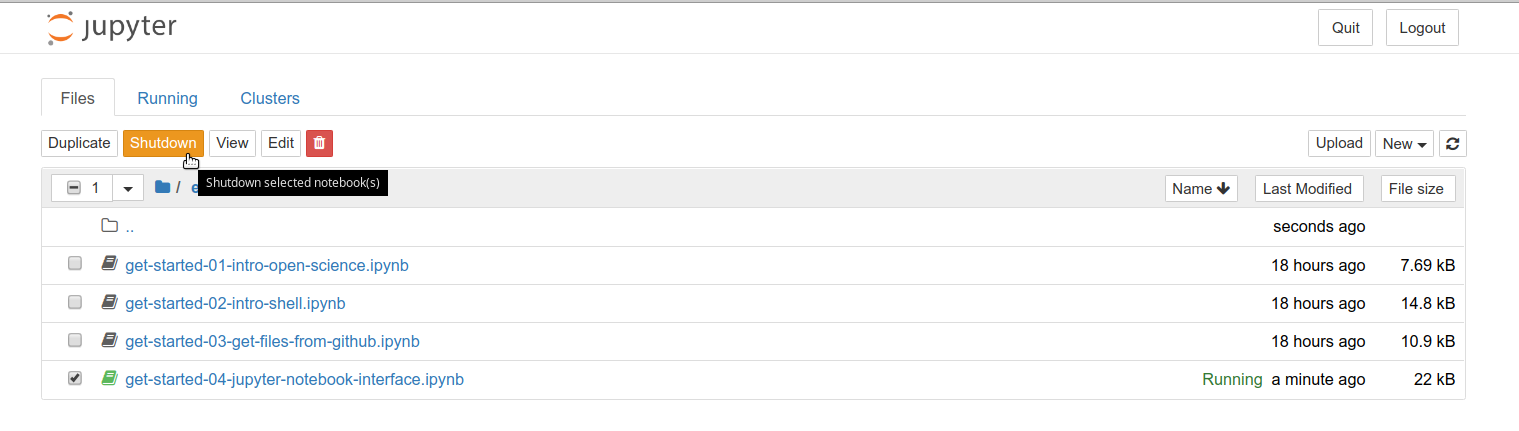 jupyter
Quit Logout
Files Running Clusters
Duplicate Shutdown View Edit Upload New
Shutdown selected notebook(s)
1 / Name Last Modified File size
.. seconds ago
get-started-01-intro-open-science.ipynb 18 hours ago 7.69 kB
get-started-02-intro-shell.ipynb 18 hours ago 14.8 kB
get-started-03-get-files-from-github.ipynb 18 hours ago 10.9 kB
get-started-04-jupyter-notebook-interface.ipynb Running a minute ago 22 kB